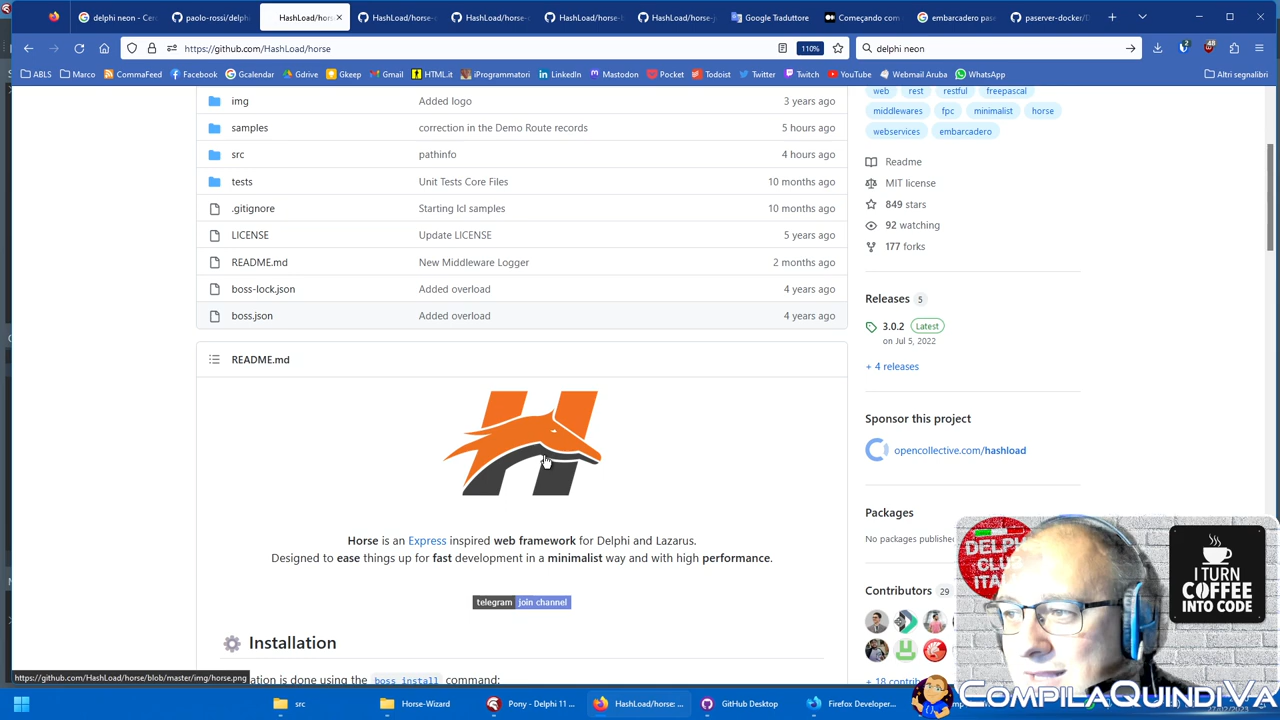 delphi neon - Cer
paolo-rossi/delph
HashLoad/horse
HashLoad/horse-
HashLoad/horse-
HashLoad/horse-b
HashLoad/horse-j
Google Traduttore
Começando com
embarcadero pase
paserver-docker/D
https://github.com/HashLoad/horse
110%
delphi neon
ABLS
Marco
CommaFeed
Facebook
Gcalendar
Gdrive
Gkeep
Gmail
HTML.it
iProgrammatori
LinkedIn
Mastodon
Pocket
Todoist
Twitter
Twitch
YouTube
Webmail Aruba
WhatsApp
Altri segnalibri
img Added logo 3 years ago
samples correction in the Demo Route records 5 hours ago
src pathinfo 4 hours ago
tests Unit Tests Core Files 10 months ago
.gitignore Starting lcl samples 10 months ago
LICENSE Update LICENSE 5 years ago
README.md New Middleware Logger 2 months ago
boss-lock.json Added overload 4 years ago
boss.json Added overload 4 years ago
README.md
Horse is an Express inspired web framework for Delphi and Lazarus.
Designed to ease things up for fast development in a minimalist way and with high performance.
telegram join channel
Installation
ation is done using the boss install command:
https://github.com/HashLoad/horse/blob/master/img/horse.png
web rest restful freepascal
middlewares fpc minimalist horse
webservices embarcadero
Readme
MIT license
849 stars
92 watching
177 forks
Releases 5
3.0.2 Latest
on Jul 5, 2022
+ 4 releases
Sponsor this project
opencollective.com/hashload
Packages
No packages publishe
Contributors 29
+ 18 contrib
DELPHI
CLUB
I TURN
COFFEE
INTO CODE
COMPILAQUINDIVA
src
Horse-Wizard
Pony - Delphi 11 ...
HashLoad/horse: ...
GitHub Desktop
Firefox Developer...